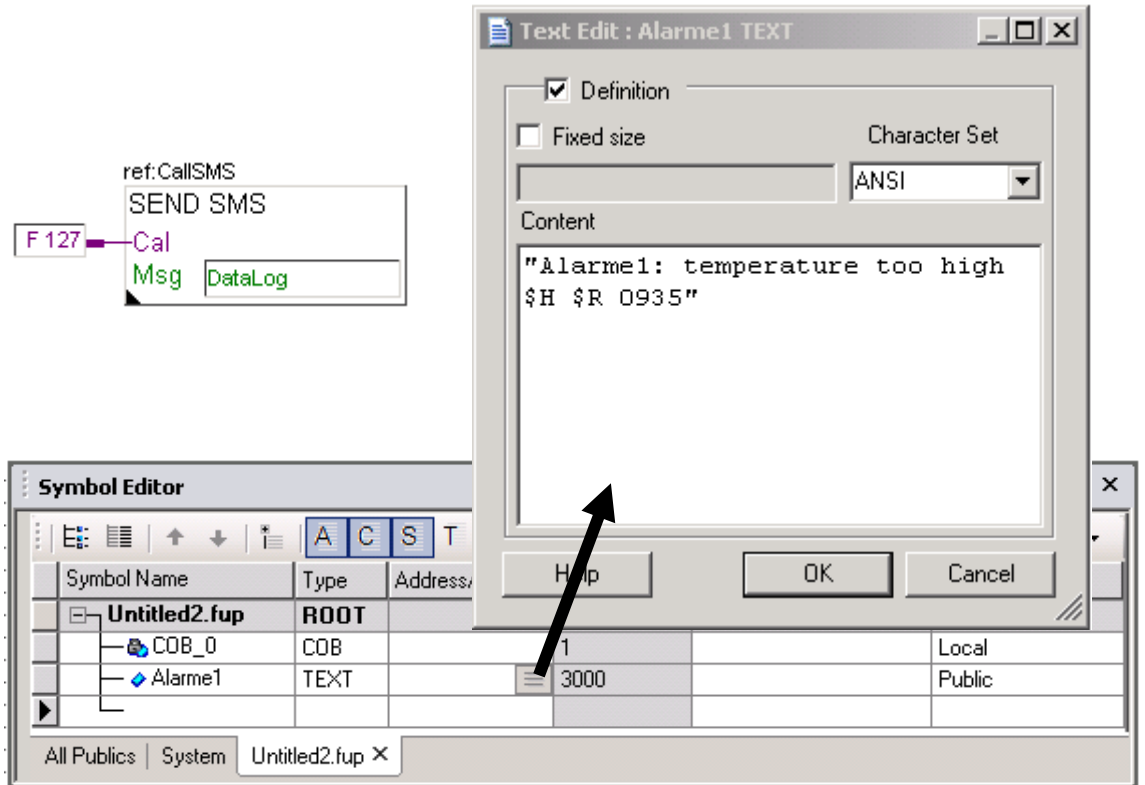 Text Edit : Alarme1 TEXT
Definition
Fixed size
Character Set
ANSI
Content
"Alarme1: temperature too high
$H $R 0935"
Help
OK
Cancel
ref:CallSMS
SEND SMS
F 127
Cal
Msg
DataLog
Symbol Editor
A C S T
Symbol Name
Type
Address/
Untitled2.fup
ROOT
COB_0
COB
1
Local
Alarme1
TEXT
3000
Public
All Publics
System
Untitled2.fup